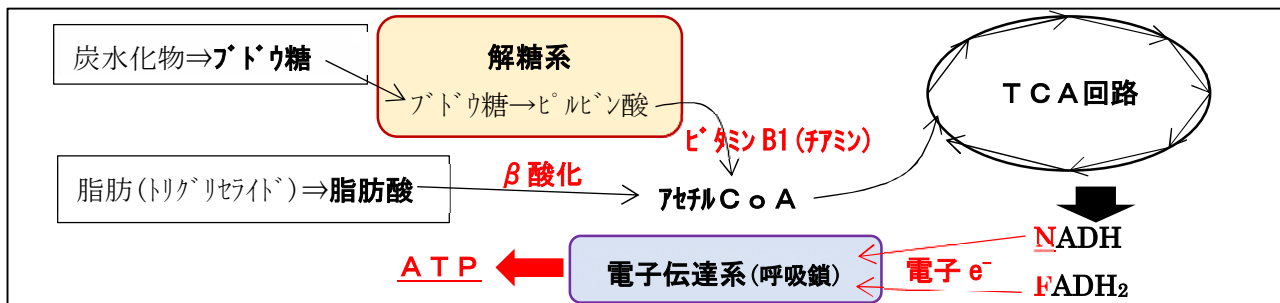 炭水化物⇒ブドウ糖
解糖系
ブドウ糖→ピルビン酸
TCA回路
ビタミンB1(チアミン)
脂肪(トリグリセライド)⇒脂肪酸
β酸化
アセチルCoA
NADH
電子e⁻
FADH₂
電子伝達系(呼吸鎖)
ATP